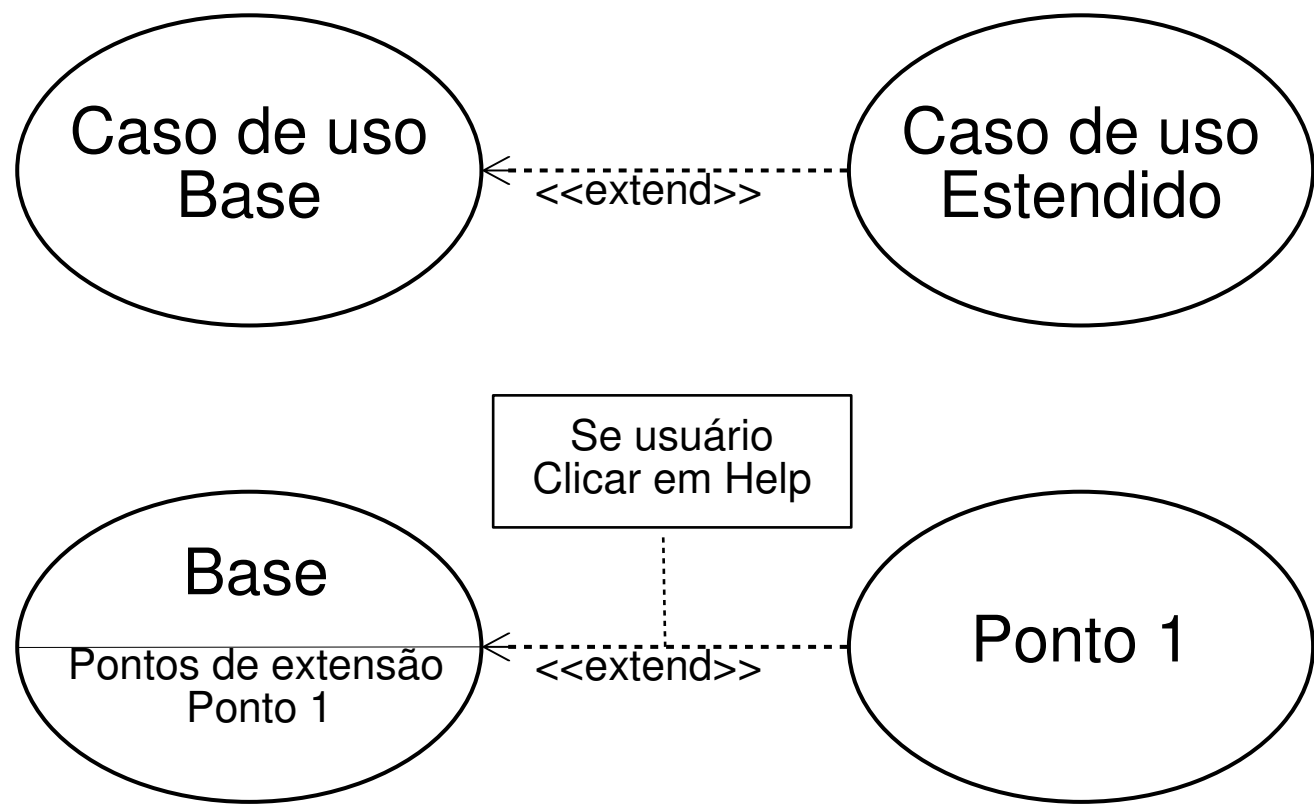 Caso de uso
Base
<<extend>>
Caso de uso
Estendido
Se usuário
Clicar em Help
Base
Pontos de extensão
Ponto 1
<<extend>>
Ponto 1